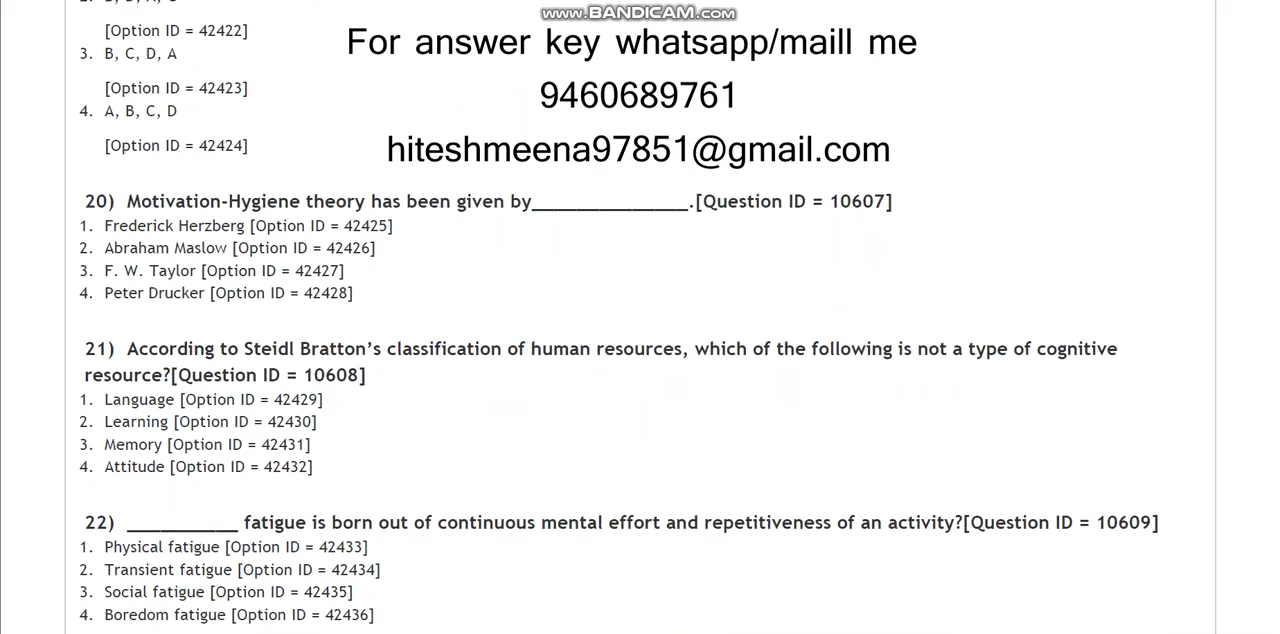 www.BANDICAM.com
[Option ID = 42422]
For answer key whatsapp/maill me
3. B, C, D, A
9460689761
[Option ID = 42423]
4. A, B, C, D
hiteshmeena97851@gmail.com
[Option ID = 42424]
20) Motivation-Hygiene theory has been given by______________.[Question ID = 10607]
1. Frederick Herzberg [Option ID = 42425]
2. Abraham Maslow [Option ID = 42426]
3. F. W. Taylor [Option ID = 42427]
4. Peter Drucker [Option ID = 42428]
21) According to Steidl Bratton’s classification of human resources, which of the following is not a type of cognitive
resource?[Question ID = 10608]
1. Language [Option ID = 42429]
2. Learning [Option ID = 42430]
3. Memory [Option ID = 42431]
4. Attitude [Option ID = 42432]
22) __________ fatigue is born out of continuous mental effort and repetitiveness of an activity?[Question ID = 10609]
1. Physical fatigue [Option ID = 42433]
2. Transient fatigue [Option ID = 42434]
3. Social fatigue [Option ID = 42435]
4. Boredom fatigue [Option ID = 42436]